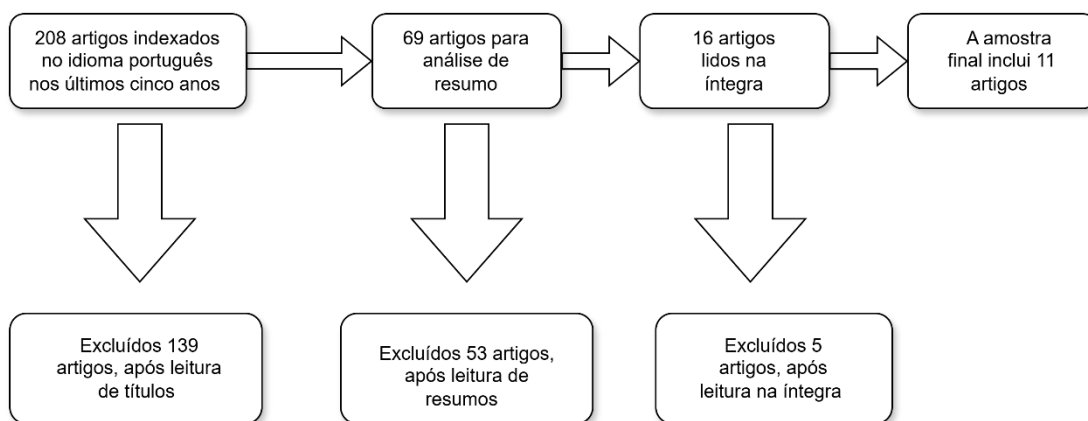 208 artigos indexados
no idioma português
nos últimos cinco anos
69 artigos para
análise de
resumo
16 artigos
lidos na
íntegra
A amostra
final inclui 11
artigos
Excluídos 139
artigos, após leitura
de títulos
Excluídos 53 artigos,
após leitura de
resumos
Excluídos 5
artigos, após
leitura na íntegra